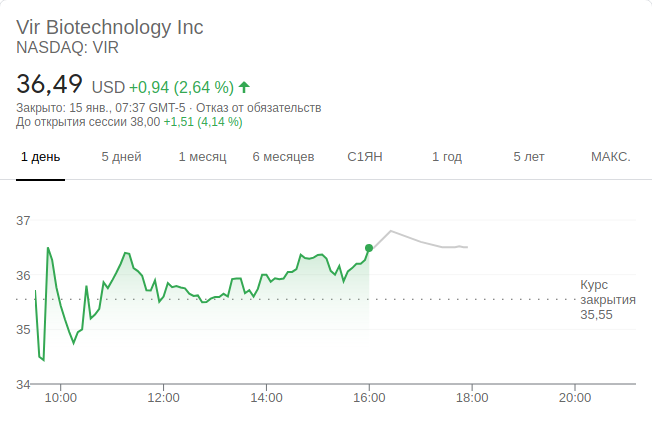 Vir Biotechnology Inc
NASDAQ: VIR
36,49 USD +0,94 (2,64 %)
Закрыто: 15 янв., 07:37 GMT-5 · Отказ от обязательств
До открытия сессии 38,00 +1,51 (4,14 %)
1 день 5 дней 1 месяц 6 месяцев С1ЯН 1 год 5 лет МАКС.
37
36
Курс
закрытия
35,55
35
34
10:00 12:00 14:00 16:00 18:00 20:00